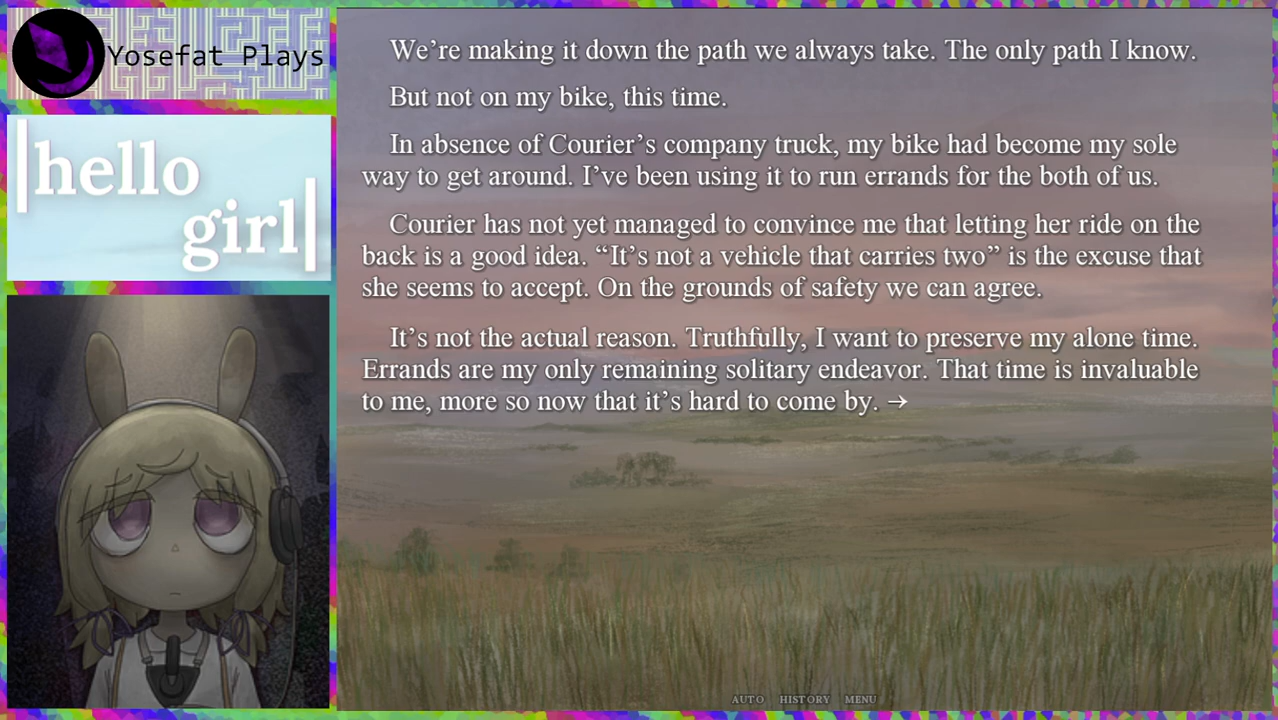 Yosefat Plays
|hello
girl|
We’re making it down the path we always take. The only path I know.
But not on my bike, this time.
In absence of Courier’s company truck, my bike had become my sole
way to get around. I’ve been using it to run errands for the both of us.
Courier has not yet managed to convince me that letting her ride on the
back is a good idea. “It’s not a vehicle that carries two” is the excuse that
she seems to accept. On the grounds of safety we can agree.
It’s not the actual reason. Truthfully, I want to preserve my alone time.
Errands are my only remaining solitary endeavor. That time is invaluable
to me, more so now that it’s hard to come by. →
AUTO HISTORY MENU